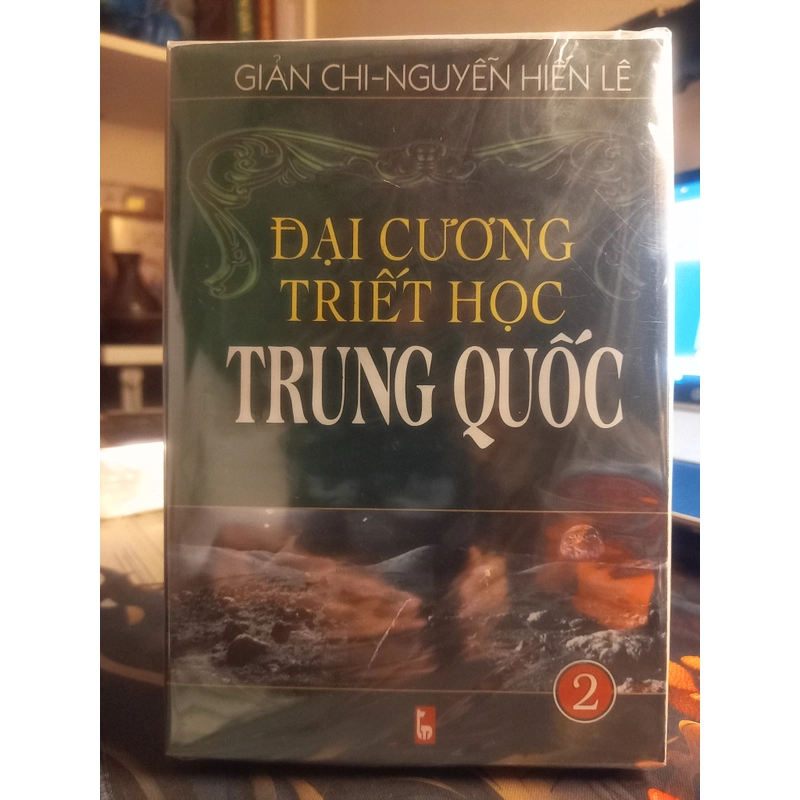 GIẢN CHI-NGUYỄN HIẾN LÊ
ĐẠI CƯƠNG
TRIẾT HỌC
TRUNG QUỐC
2